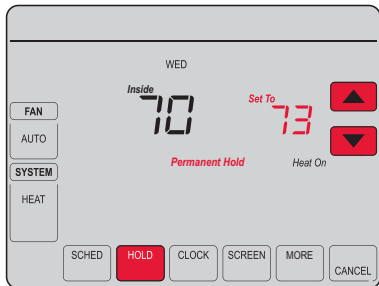 WED
Inside
70
Set To
73
FAN
AUTO
Permanent Hold
Heat On
SYSTEM
HEAT
SCHED HOLD CLOCK SCREEN MORE CANCEL